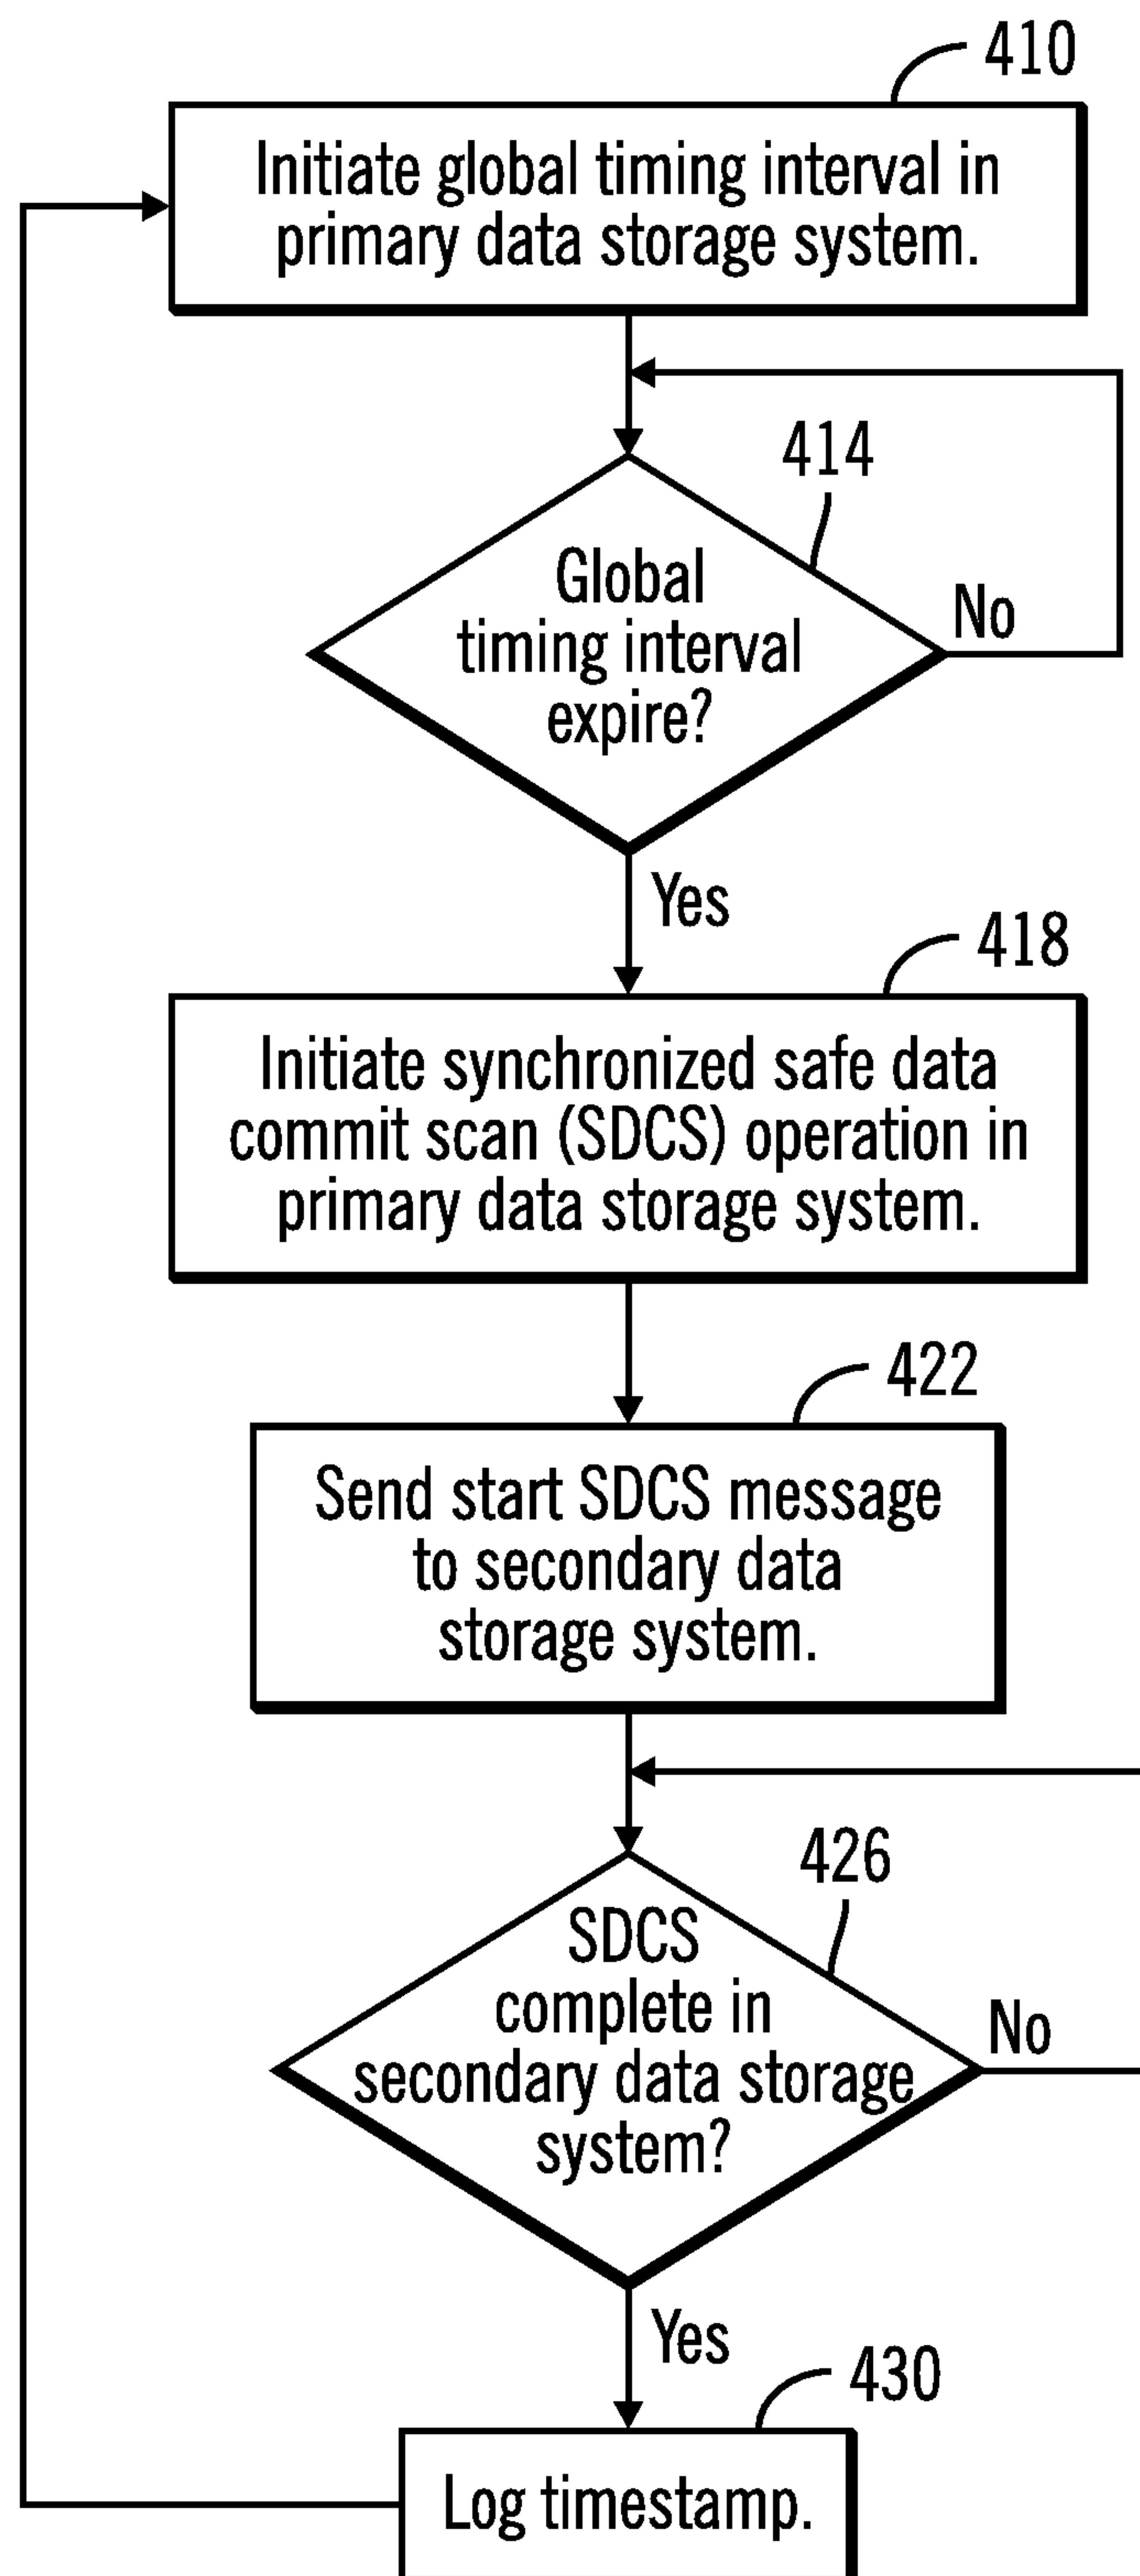 410
Initiate global timing interval in
primary data storage system.
414
Global
timing interval
expire?
No
Yes
418
Initiate synchronized safe data
commit scan (SDCS) operation in
primary data storage system.
422
Send start SDCS message
to secondary data
storage system.
426
SDCS
complete in
secondary data storage
system?
No
Yes
430
Log timestamp.